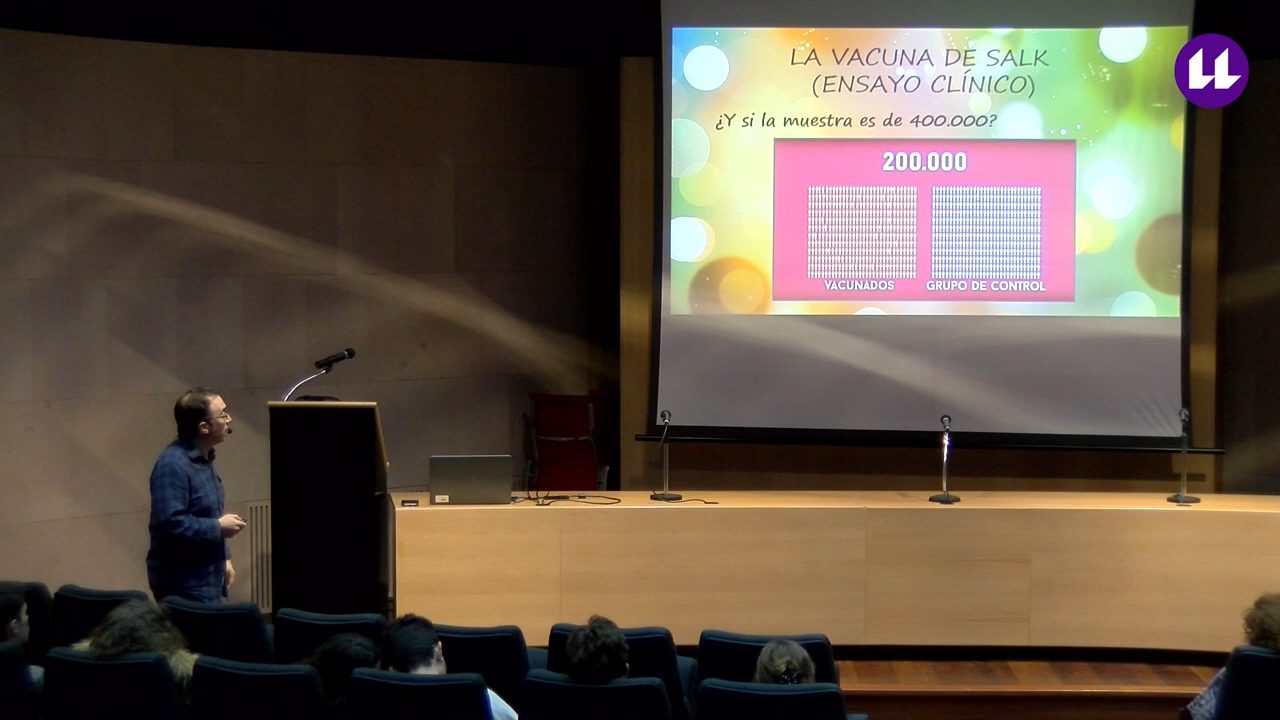 LA VACUNA DE SALK
(ENSAYO CLÍNICO)
¿Y si la muestra es de 400.000?
200.000
VACUNADOS
GRUPO DE CONTROL